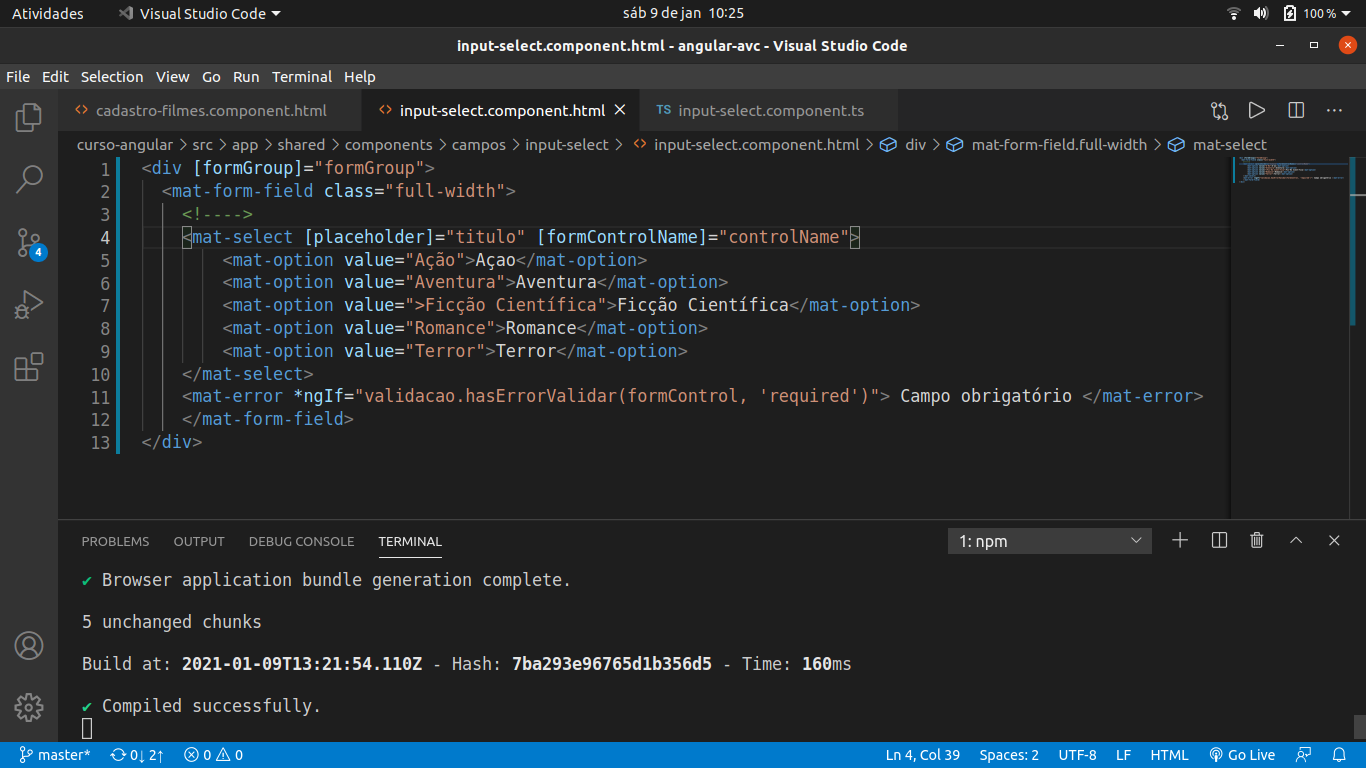 Atividades Visual Studio Code sáb 9 de jan 10:25 100 %
input-select.component.html - angular-avc - Visual Studio Code
File Edit Selection View Go Run Terminal Help
<> cadastro-filmes.component.html <> input-select.component.html TS input-select.component.ts
curso-angular > src > app > shared > components > campos > input-select > <> input-select.component.html > div > mat-form-field.full-width > mat-select
1 <div [formGroup]="formGroup">
2 <mat-form-field class="full-width">
3 <!---->
4 <mat-select [placeholder]="titulo" [formControlName]="controlName">
5 <mat-option value="Ação">Açao</mat-option>
6 <mat-option value="Aventura">Aventura</mat-option>
7 <mat-option value=">Ficção Científica">Ficção Científica</mat-option>
8 <mat-option value="Romance">Romance</mat-option>
9 <mat-option value="Terror">Terror</mat-option>
10 </mat-select>
11 <mat-error *ngIf="validacao.hasErrorValidar(formControl, 'required')"> Campo obrigatório </mat-error>
12 </mat-form-field>
13 </div>
4
PROBLEMS OUTPUT DEBUG CONSOLE TERMINAL 1: npm
✔ Browser application bundle generation complete.
5 unchanged chunks
Build at: 2021-01-09T13:21:54.110Z - Hash: 7ba293e96765d1b356d5 - Time: 160ms
✔ Compiled successfully.
master* 0↓ 2↑ 0 0 Ln 4, Col 39 Spaces: 2 UTF-8 LF HTML Go Live